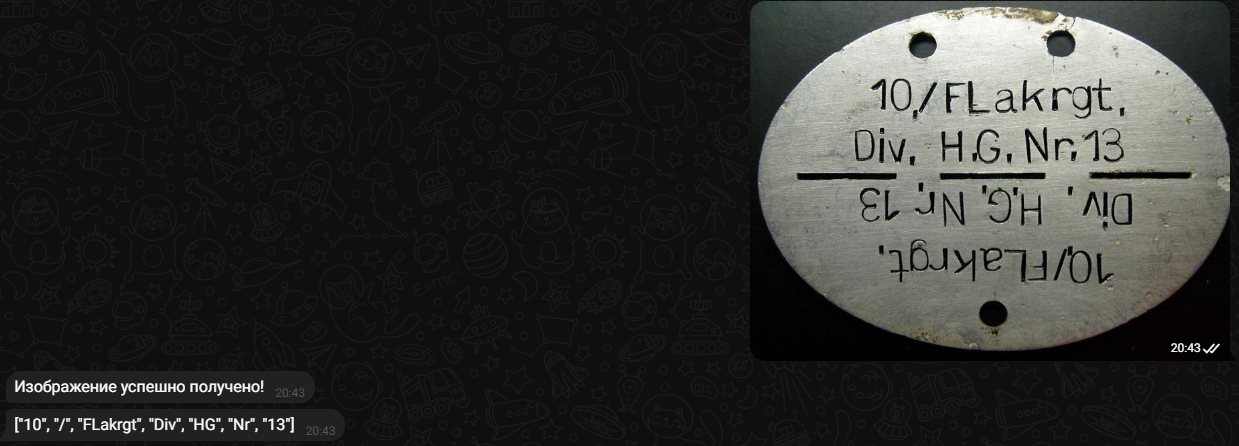 10,/FLakrgt,
Div, H.G. Nr, 13
Div, H,G, Nr, 13
10,/FLakrgt,
20:43
Изображение успешно получено! 20:43
["10", "/", "FLakrgt", "Div", "HG", "Nr", "13"] 20:43